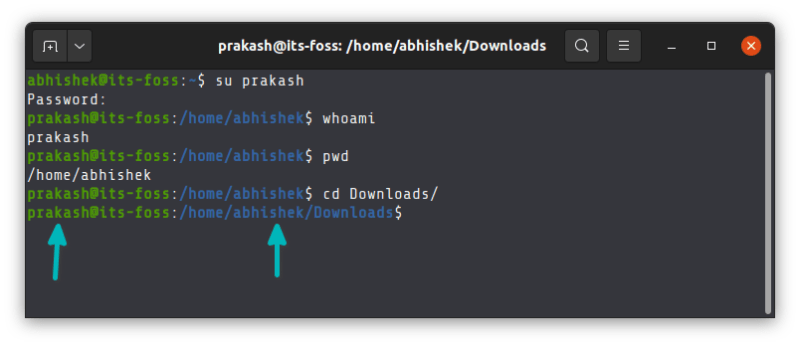 prakash@its-foss: /home/abhishek/Downloads
abhishek@its-foss:~$ su prakash
Password:
prakash@its-foss:/home/abhishek$ whoami
prakash
prakash@its-foss:/home/abhishek$ pwd
/home/abhishek
prakash@its-foss:/home/abhishek$ cd Downloads/
prakash@its-foss:/home/abhishek/Downloads$